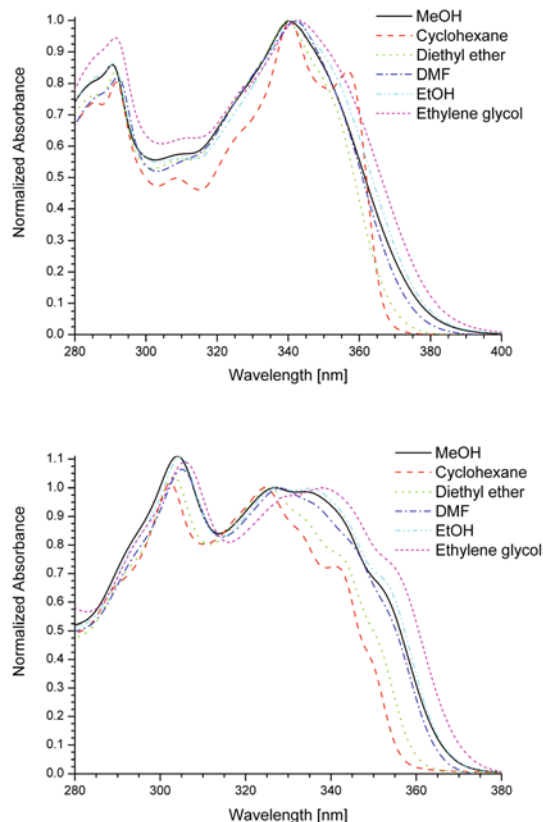 MeOH
Cyclohexane
Diethyl ether
DMF
EtOH
Ethylene glycol
Normalized Absorbance
1.0
0.9
0.8
0.7
0.6
0.5
0.4
0.3
0.2
0.1
0.0
280 300 320 340 360 380 400
Wavelength [nm]
MeOH
Cyclohexane
Diethyl ether
DMF
EtOH
Ethylene glycol
Normalized Absorbance
1.1
1.0
0.9
0.8
0.7
0.6
0.5
0.4
0.3
0.2
0.1
0.0
280 300 320 340 360 380
Wavelength [nm]